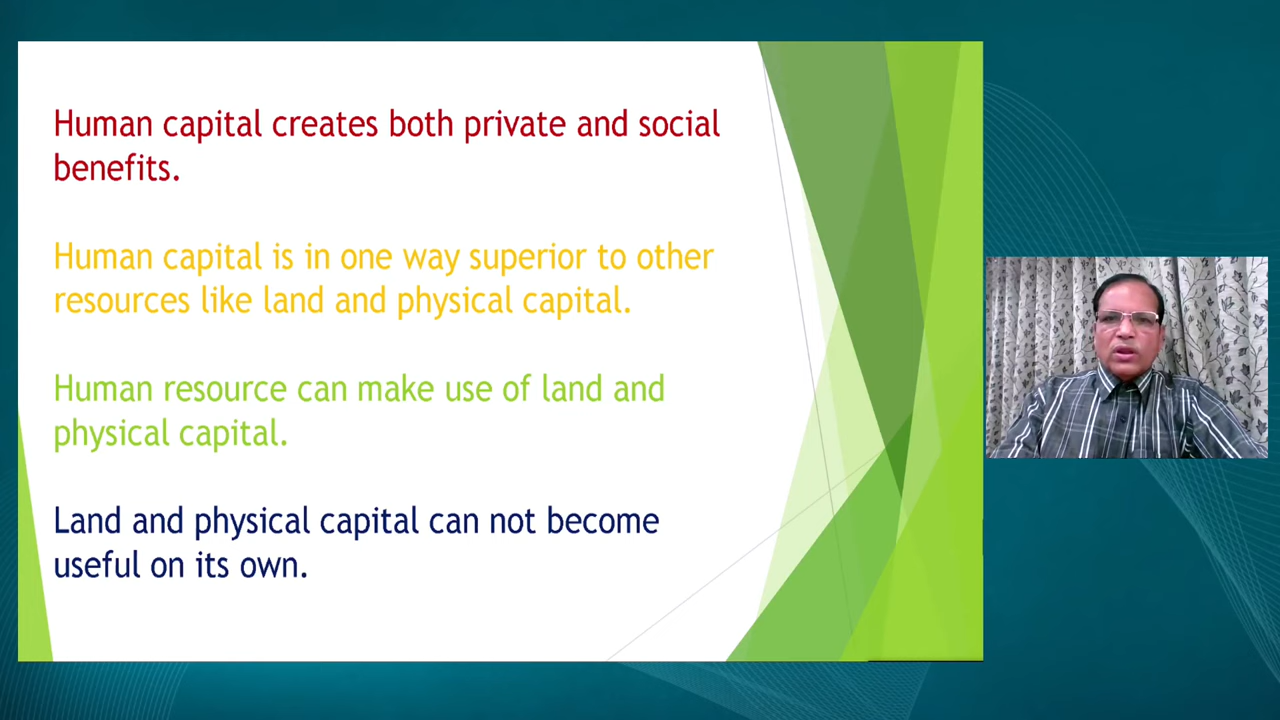 Human capital creates both private and social
benefits.
Human capital is in one way superior to other
resources like land and physical capital.
Human resource can make use of land and
physical capital.
Land and physical capital can not become
useful on its own.